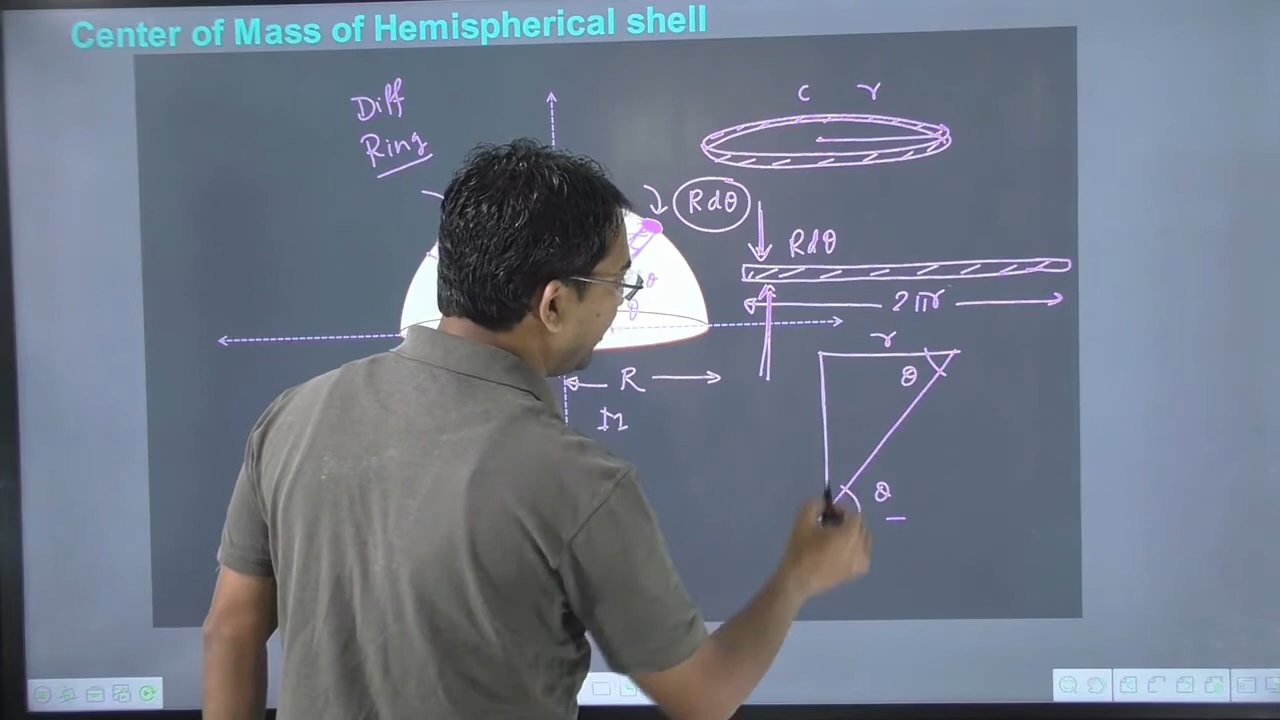 Center of Mass of Hemispherical shell
Diff
Ring
c r
Rdθ
Rdθ
2πr
r
θ
θ
θ
R
M